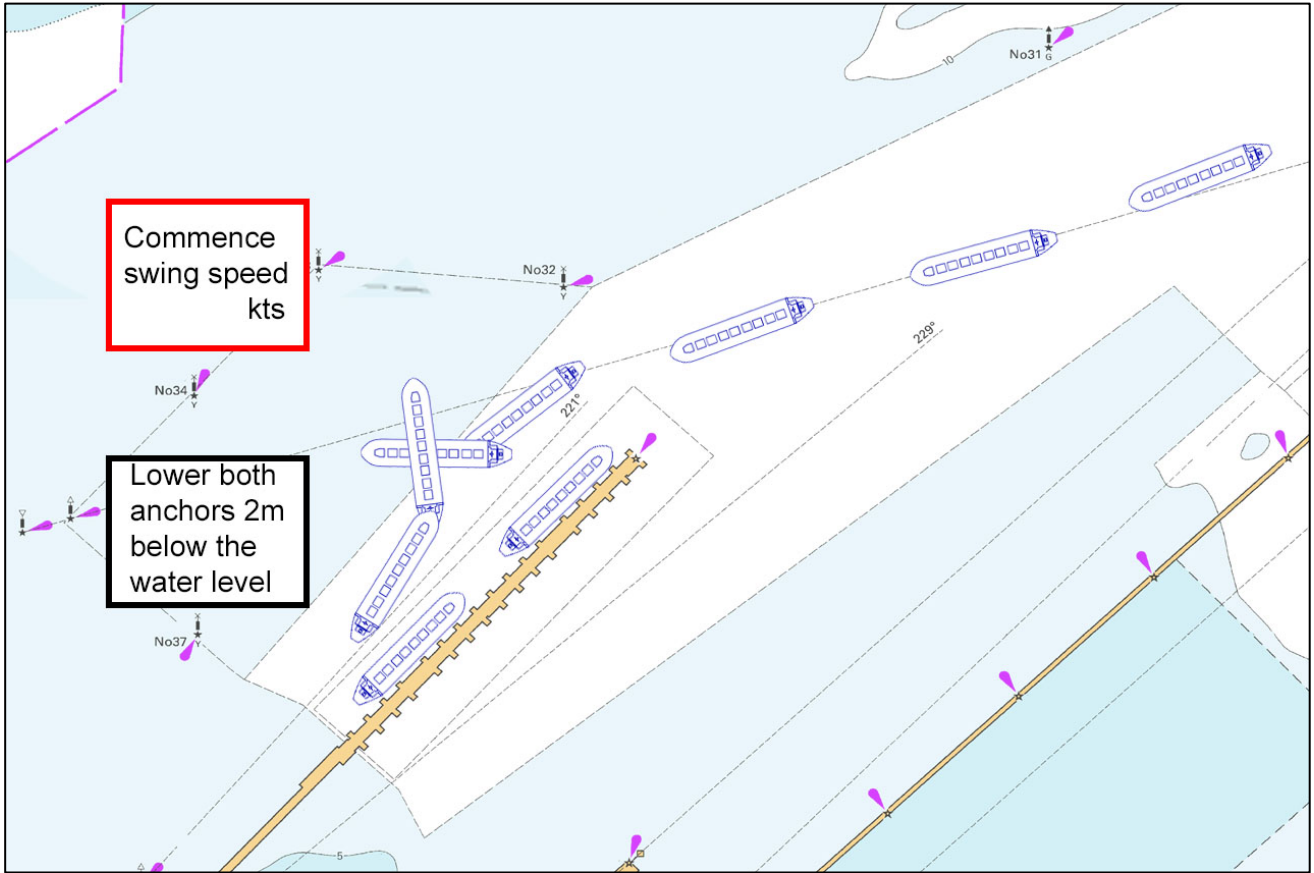 10
No31
G
Commence
swing speed
kts
Y
No32
Y
229°
No34
Y
221°
Lower both
anchors 2m
below the
water level
No37
Y
5